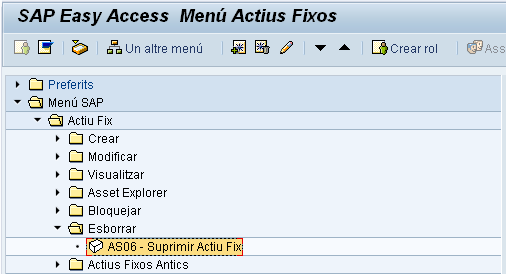 SAP Easy Access Menú Actius Fixos
Un altre menú Crear rol
Preferits
Menú SAP
Actiu Fix
Crear
Modificar
Visualitzar
Asset Explorer
Bloquejar
Esborrar
AS06 - Suprimir Actiu Fix
Actius Fixos Antics